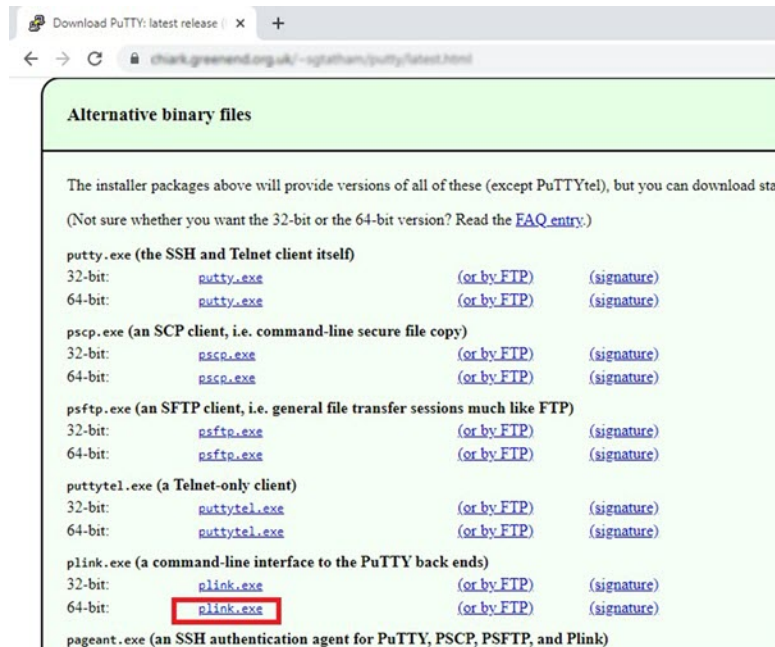 Download PuTTY: latest release (
chiark.greenend.org.uk/~sgtatham/putty/latest.html
Alternative binary files
The installer packages above will provide versions of all of these (except PuTTYtel), but you can download sta
(Not sure whether you want the 32-bit or the 64-bit version? Read the FAQ entry.)
putty.exe (the SSH and Telnet client itself)
32-bit: putty.exe (or by FTP) (signature)
64-bit: putty.exe (or by FTP) (signature)
pscp.exe (an SCP client, i.e. command-line secure file copy)
32-bit: pscp.exe (or by FTP) (signature)
64-bit: pscp.exe (or by FTP) (signature)
psftp.exe (an SFTP client, i.e. general file transfer sessions much like FTP)
32-bit: psftp.exe (or by FTP) (signature)
64-bit: psftp.exe (or by FTP) (signature)
puttytel.exe (a Telnet-only client)
32-bit: puttytel.exe (or by FTP) (signature)
64-bit: puttytel.exe (or by FTP) (signature)
plink.exe (a command-line interface to the PuTTY back ends)
32-bit: plink.exe (or by FTP) (signature)
64-bit: plink.exe (or by FTP) (signature)
pageant.exe (an SSH authentication agent for PuTTY, PSCP, PSFTP, and Plink)